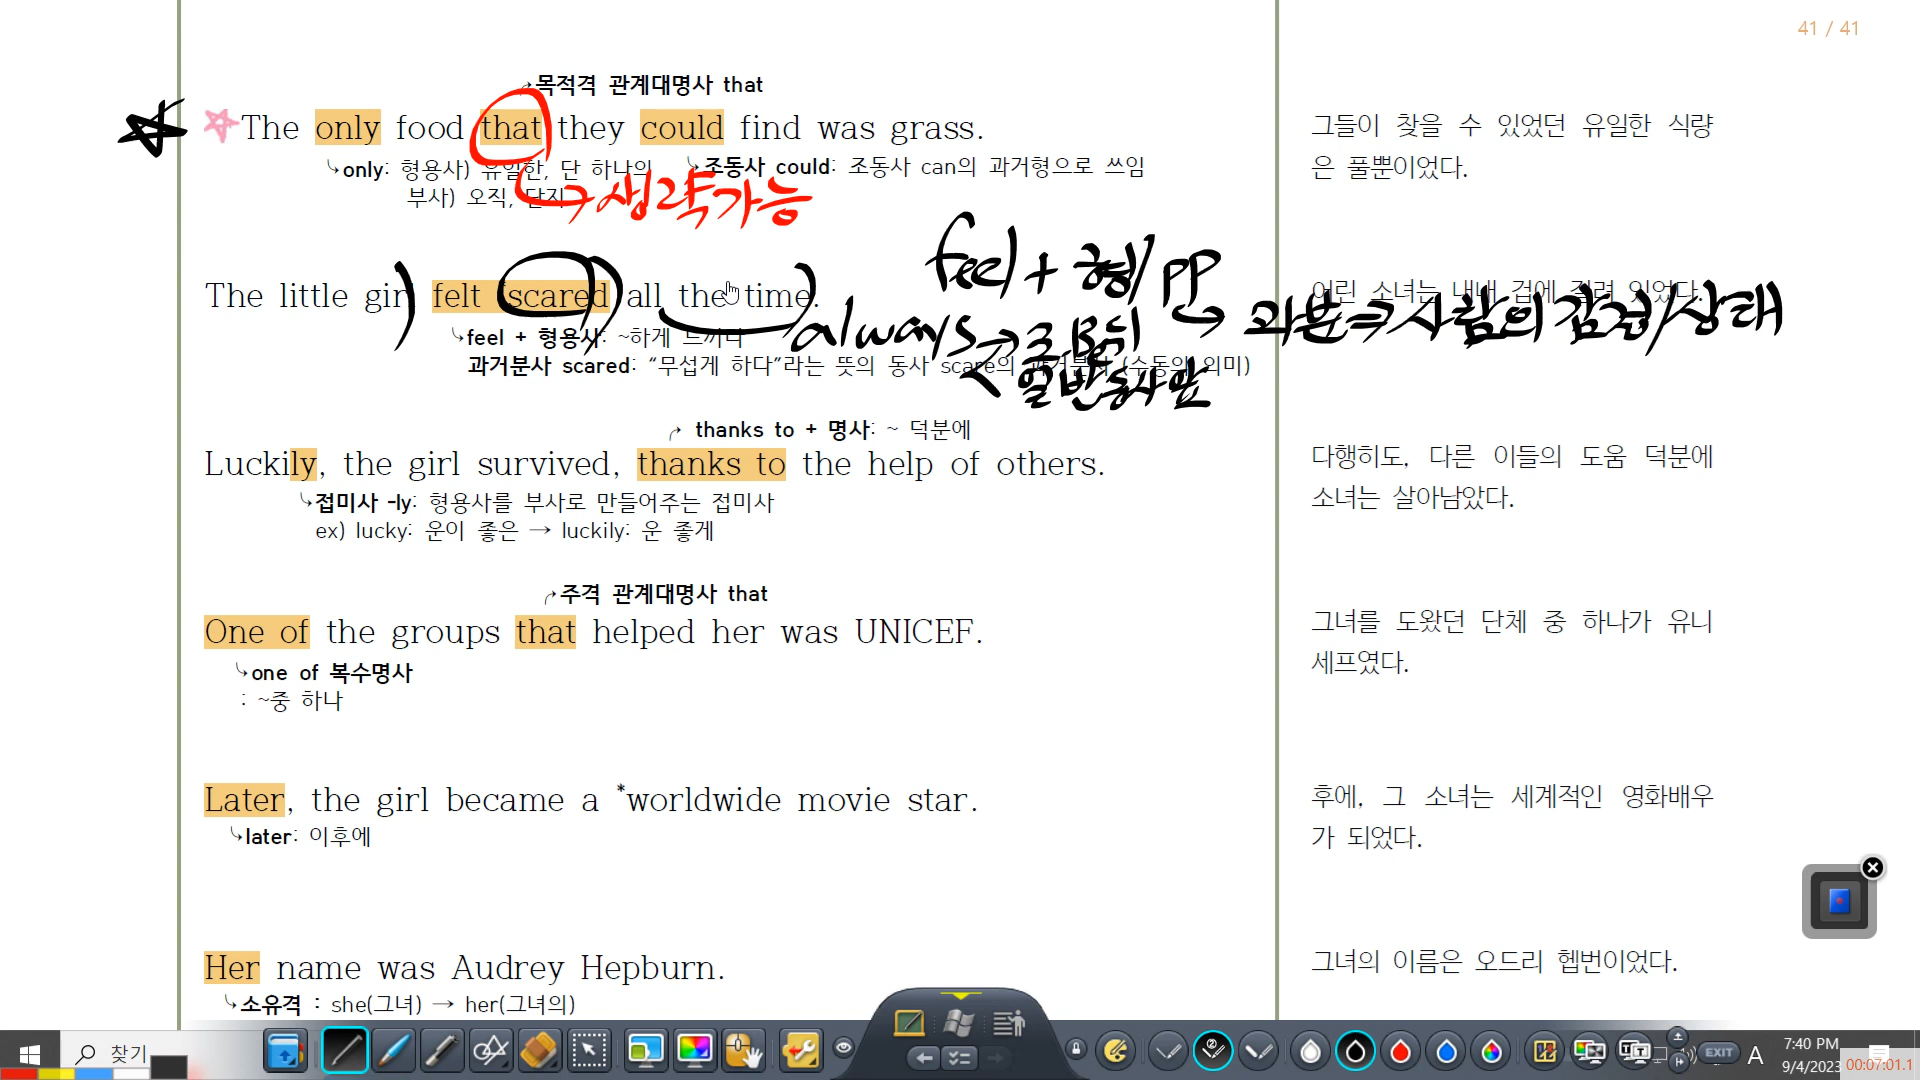 41 / 41
목적격 관계대명사 that
The only food that they could find was grass.
그들이 찾을 수 있었던 유일한 식량
은 풀뿐이었다.
only: 형용사) 유일한, 단 하나의
조동사 could: 조동사 can의 과거형으로 쓰임
부사) 오직, 단지
→ 생략가능
feel + 형/pp
The little girl felt scared all the time.
어린 소녀는 내내 겁에 질려 있었다.
always
과분⇒사람의 감정/상태
feel + 형용사: ~하게 느끼다
조.Be뒤
과거분사 scared: “무섭게 하다”라는 뜻의 동사 scare의 과거분사 (수동의 의미)
일반동사앞
thanks to + 명사: ~ 덕분에
Luckily, the girl survived, thanks to the help of others.
다행히도, 다른 이들의 도움 덕분에
소녀는 살아남았다.
접미사 -ly: 형용사를 부사로 만들어주는 접미사
ex) lucky: 운이 좋은 → luckily: 운 좋게
주격 관계대명사 that
One of the groups that helped her was UNICEF.
그녀를 도왔던 단체 중 하나가 유니
세프였다.
one of 복수명사
: ~중 하나
Later, the girl became a *worldwide movie star.
후에, 그 소녀는 세계적인 영화배우
가 되었다.
later: 이후에
Her name was Audrey Hepburn.
그녀의 이름은 오드리 헵번이었다.
소유격 : she(그녀) → her(그녀의)
찾기
EXIT
A
7:40 PM
9/4/2023
00:07:01.1